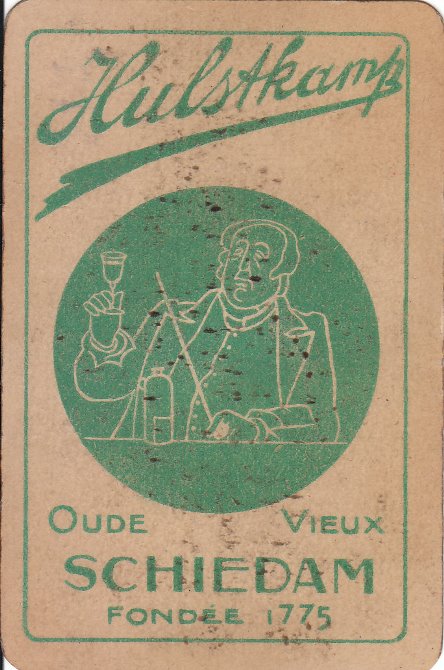 Hulstkamp
OUDE VIEUX
SCHIEDAM
FONDÉE 1775